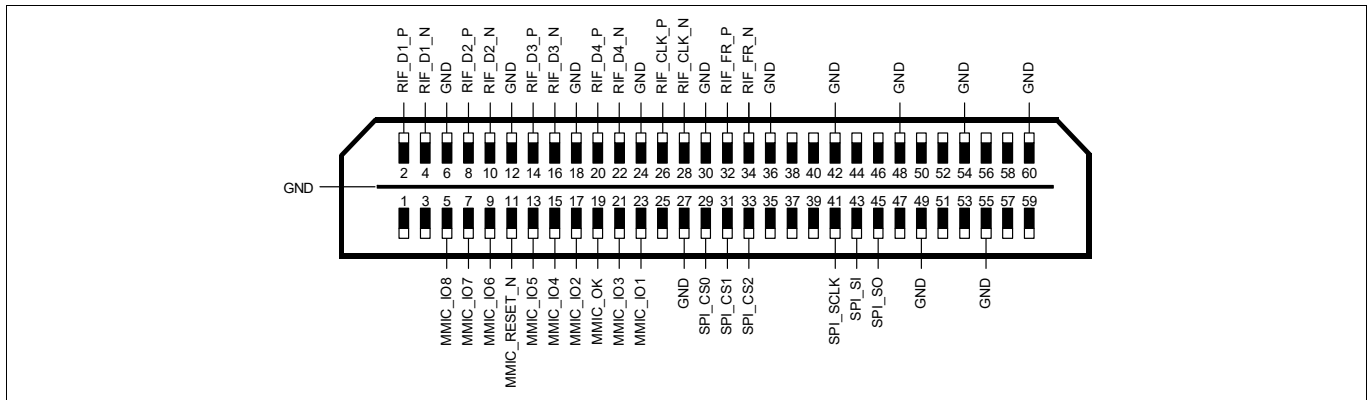 RIF_D1_P
RIF_D1_N
GND
RIF_D2_P
RIF_D2_N
GND
RIF_D3_P
RIF_D3_N
GND
RIF_D4_P
RIF_D4_N
GND
RIF_CLK_P
RIF_CLK_N
GND
RIF_FR_P
RIF_FR_N
GND
GND
GND
GND
GND
2 4 6 8 10 12 14 16 18 20 22 24 26 28 30 32 34 36 38 40 42 44 46 48 50 52 54 56 58 60
GND
1 3 5 7 9 11 13 15 17 19 21 23 25 27 29 31 33 35 37 39 41 43 45 47 49 51 53 55 57 59
MMIC_IO8
MMIC_IO7
MMIC_IO6
MMIC_RESET_N
MMIC_IO5
MMIC_IO4
MMIC_IO2
MMIC_OK
MMIC_IO3
MMIC_IO1
GND
SPI_CS0
SPI_CS1
SPI_CS2
SPI_SCLK
SPI_SI
SPI_SO
GND
GND